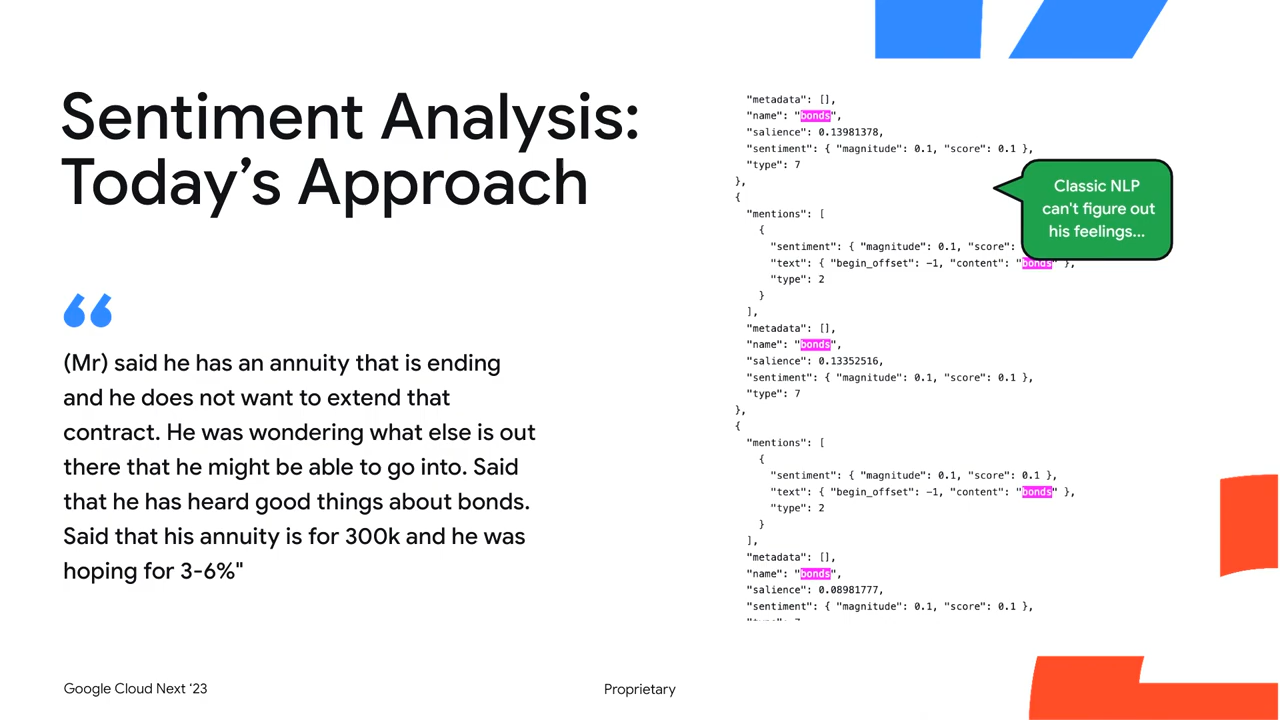 Sentiment Analysis:
Today's Approach
“
(Mr) said he has an annuity that is ending
and he does not want to extend that
contract. He was wondering what else is out
there that he might be able to go into. Said
that he has heard good things about bonds.
Said that his annuity is for 300k and he was
hoping for 3-6%"
"metadata": [],
"name": "bonds",
"salience": 0.13981378,
"sentiment": { "magnitude": 0.1, "score": 0.1 },
"type": 7
},
{
"mentions": [
{
"sentiment": { "magnitude": 0.1, "score":
"text": { "begin_offset": -1, "content": "bonds" },
"type": 2
}
],
"metadata": [],
"name": "bonds",
"salience": 0.13352516,
"sentiment": { "magnitude": 0.1, "score": 0.1 },
"type": 7
},
{
"mentions": [
{
"sentiment": { "magnitude": 0.1, "score": 0.1 },
"text": { "begin_offset": -1, "content": "bonds" },
"type": 2
}
],
"metadata": [],
"name": "bonds",
"salience": 0.08981777,
"sentiment": { "magnitude": 0.1, "score": 0.1 },
Classic NLP
can't figure out
his feelings...
Google Cloud Next ‘23
Proprietary